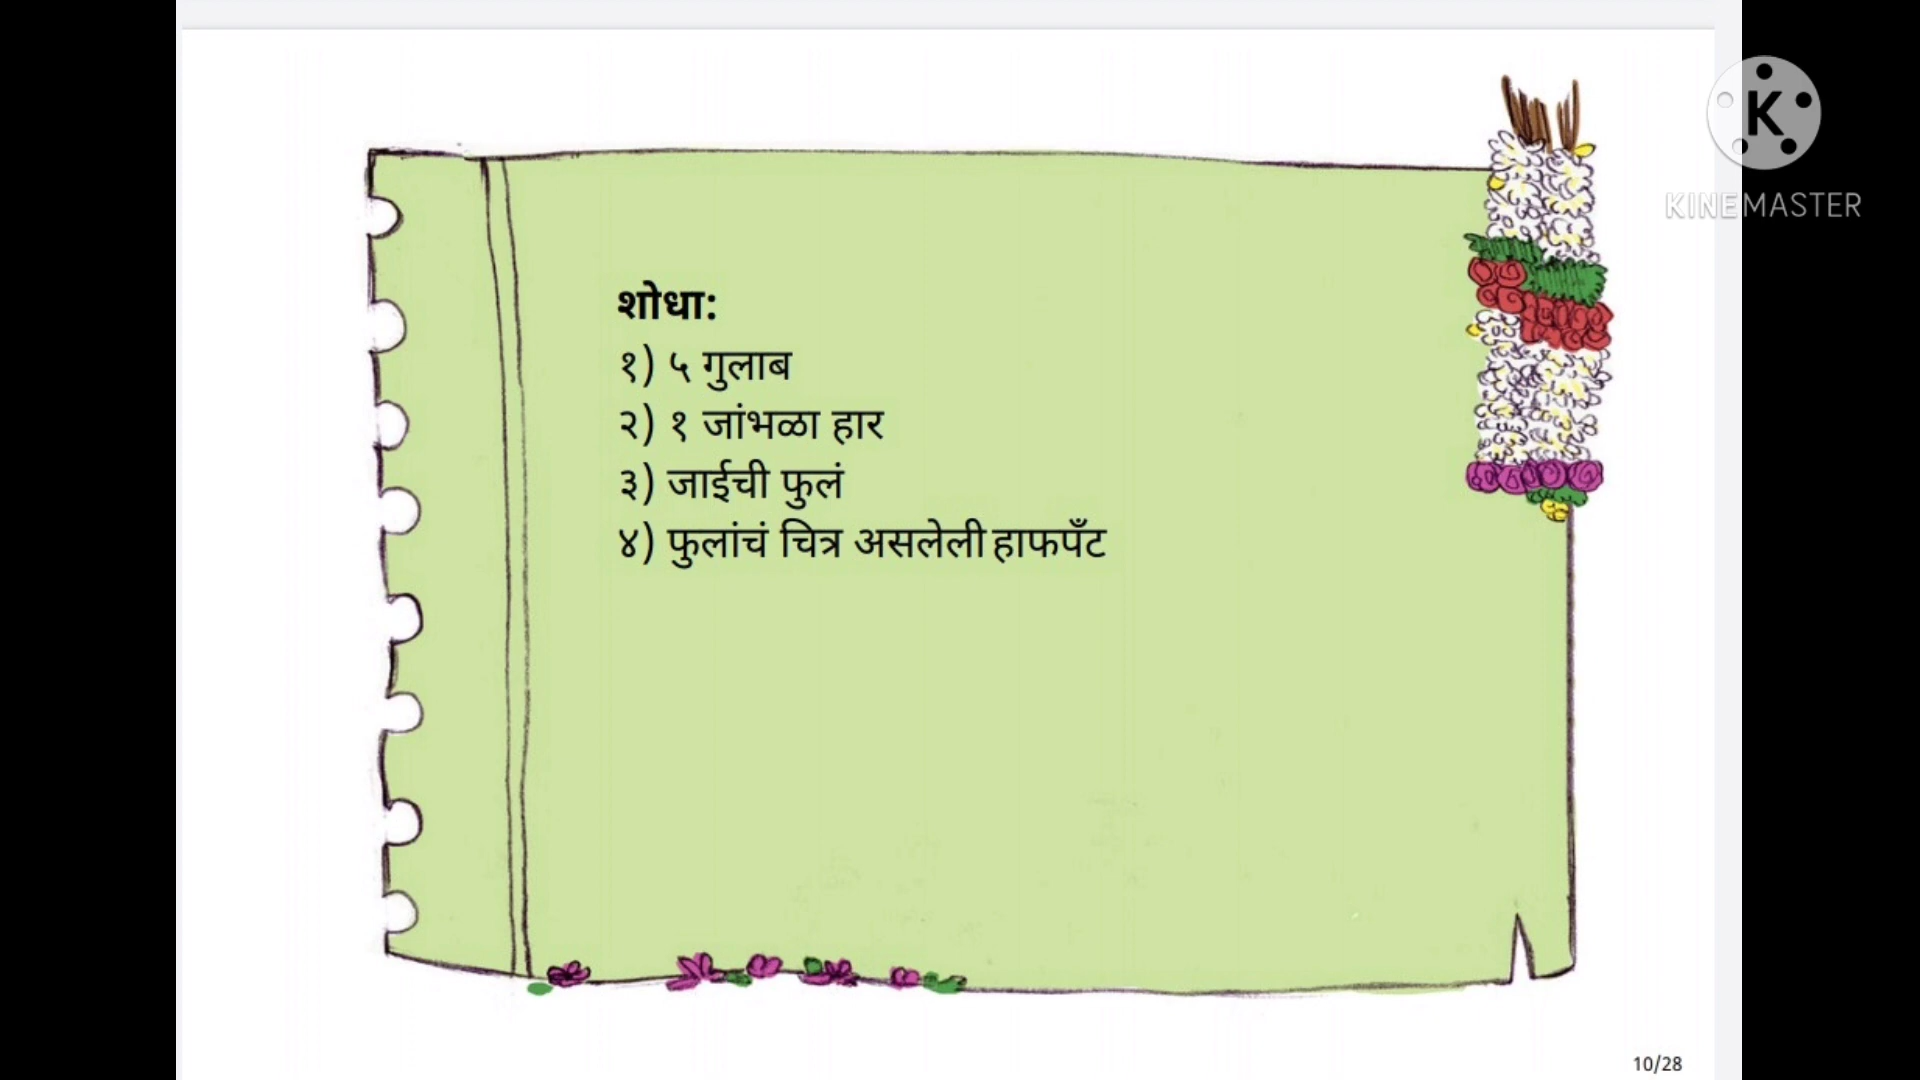 K
KINEMASTER
शोधा:
१) ५ गुलाब
२) १ जांभळा हार
३) जाईची फुलं
४) फुलांचं चित्र असलेली हाफपँट
10/28